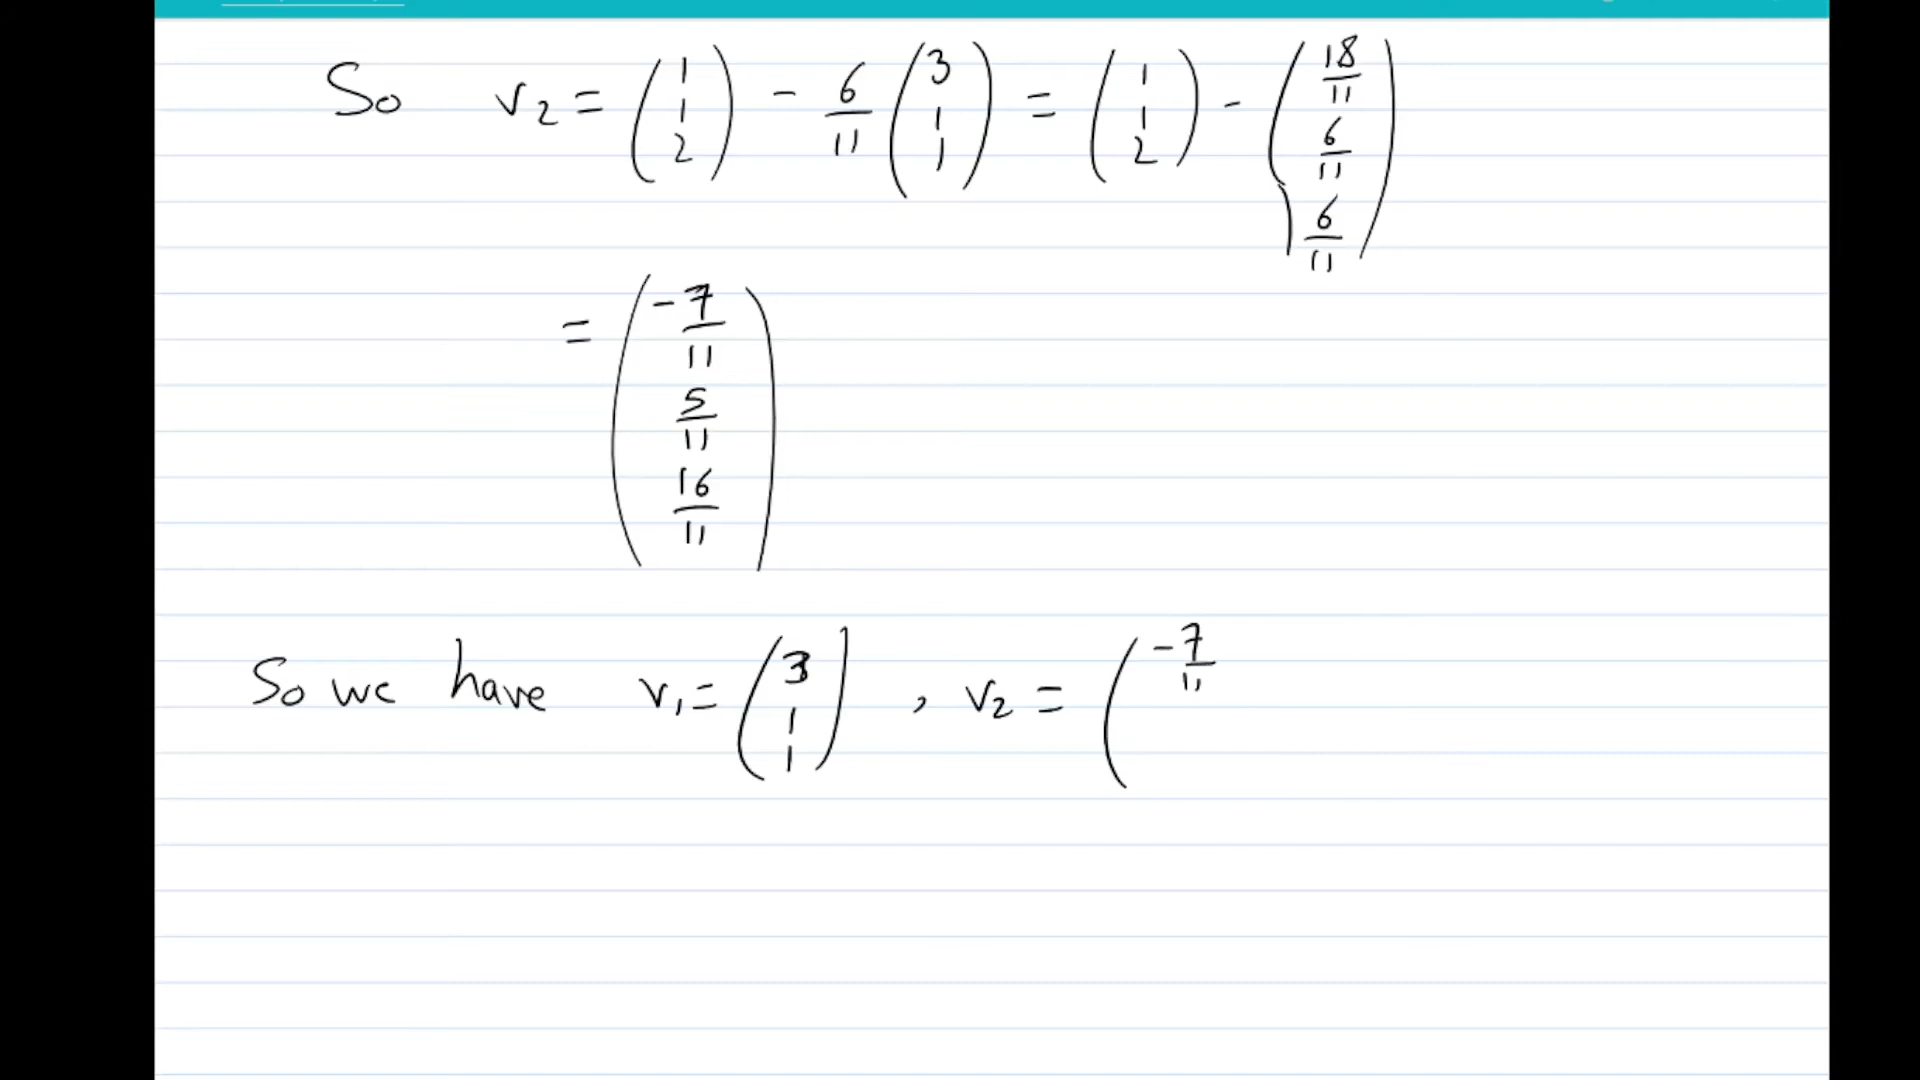 So v₂ = (1 1 2) - 6/11 (3 1 1) = (1 1 2) - (18/11 6/11 6/11)
= (-7/11 5/11 16/11)
So we have v₁ = (3 1 1) , v₂ = (-7/11